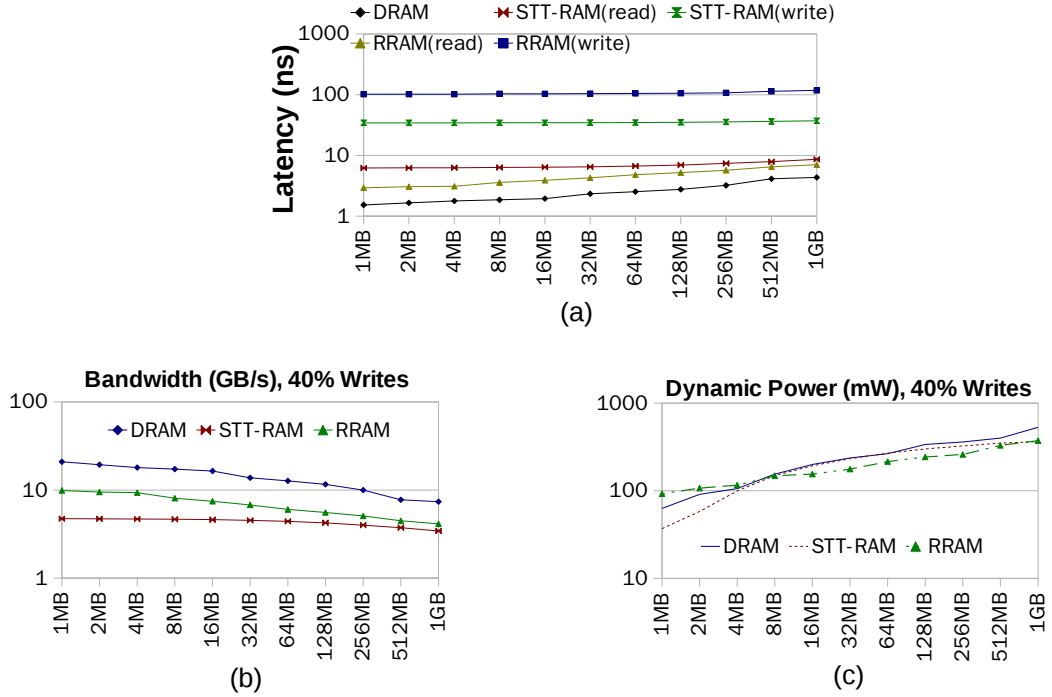 DRAM STT-RAM(read) STT-RAM(write)
RRAM(read) RRAM(write)
Latency (ns)
1000
100
10
1
1MB 2MB 4MB 8MB 16MB 32MB 64MB 128MB 256MB 512MB 1GB
(a)
Bandwidth (GB/s), 40% Writes
100
10
1
DRAM STT-RAM RRAM
1MB 2MB 4MB 8MB 16MB 32MB 64MB 128MB 256MB 512MB 1GB
(b)
Dynamic Power (mW), 40% Writes
1000
100
10
DRAM STT-RAM RRAM
1MB 2MB 4MB 8MB 16MB 32MB 64MB 128MB 256MB 512MB 1GB
(c)